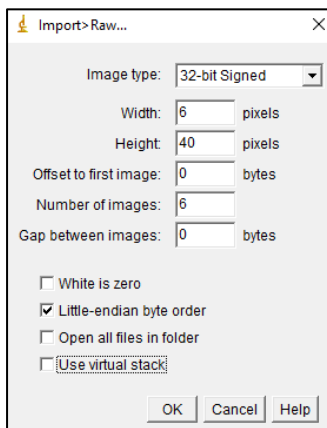 Import>Raw...
Image type: 32-bit Signed
Width: 6 pixels
Height: 40 pixels
Offset to first image: 0 bytes
Number of images: 6
Gap between images: 0 bytes
White is zero
Little-endian byte order
Open all files in folder
Use virtual stack
OK Cancel Help